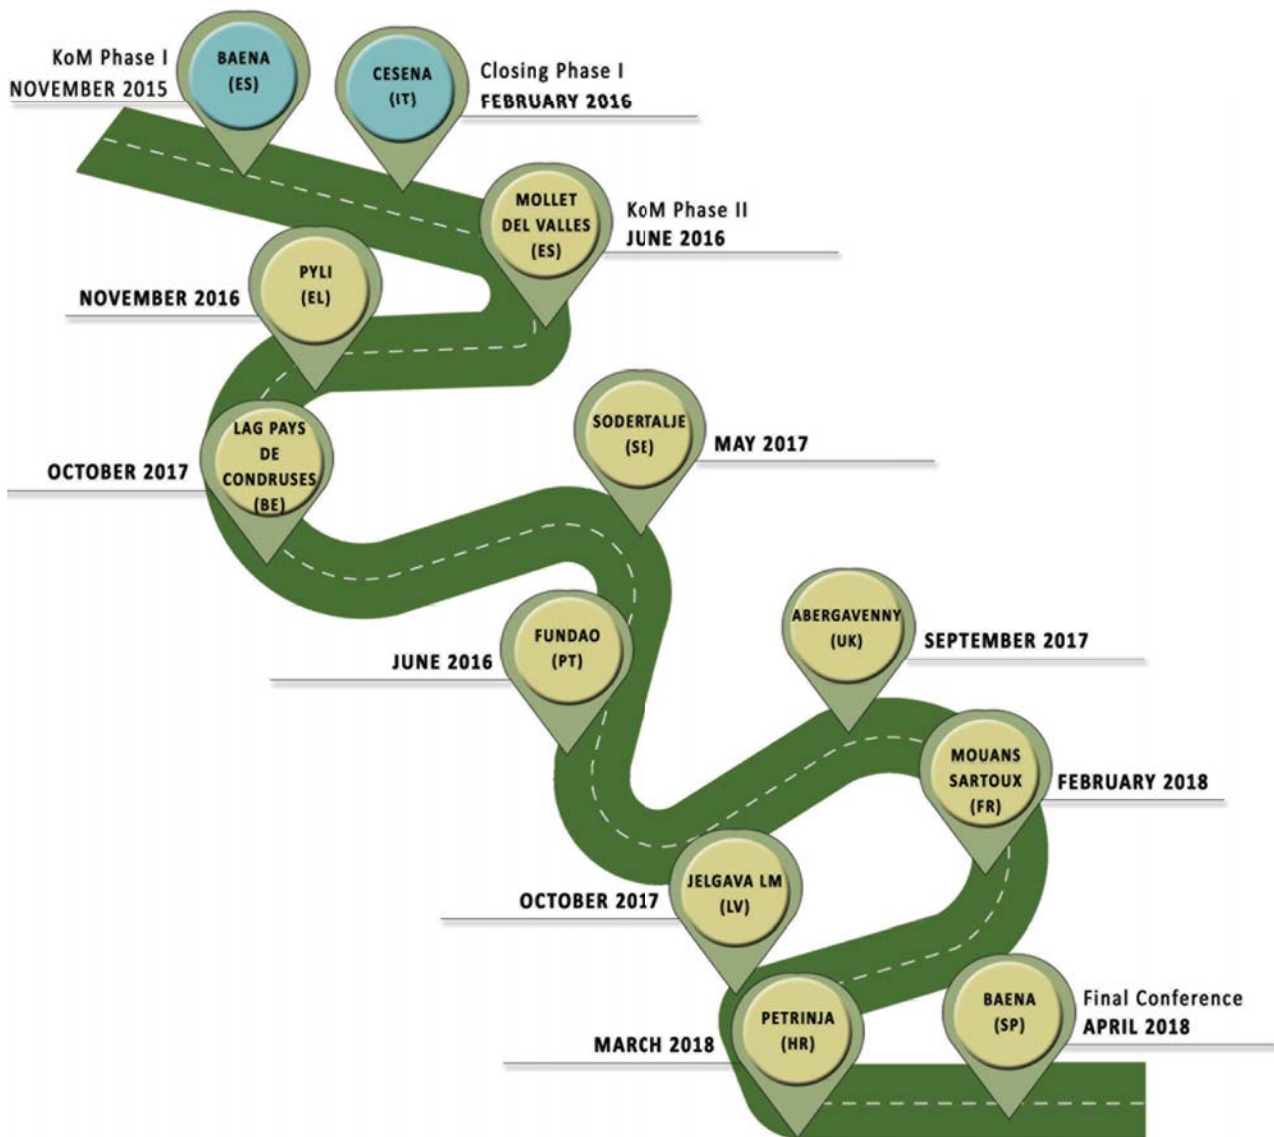 KoM Phase I
NOVEMBER 2015
BAENA
(ES)
CESENA
(IT)
Closing Phase I
FEBRUARY 2016
MOLLET
DEL VALLES
(ES)
KoM Phase II
JUNE 2016
NOVEMBER 2016
PYLI
(EL)
OCTOBER 2017
LAG PAYS
DE
CONDRUSES
(BE)
SODERTALJE
(SE)
MAY 2017
JUNE 2016
FUNDAO
(PT)
ABERGAVENNY
(UK)
SEPTEMBER 2017
MOUANS
SARTOUX
(FR)
FEBRUARY 2018
OCTOBER 2017
JELGAVA LM
(LV)
MARCH 2018
PETRINJA
(HR)
BAENA
(SP)
Final Conference
APRIL 2018